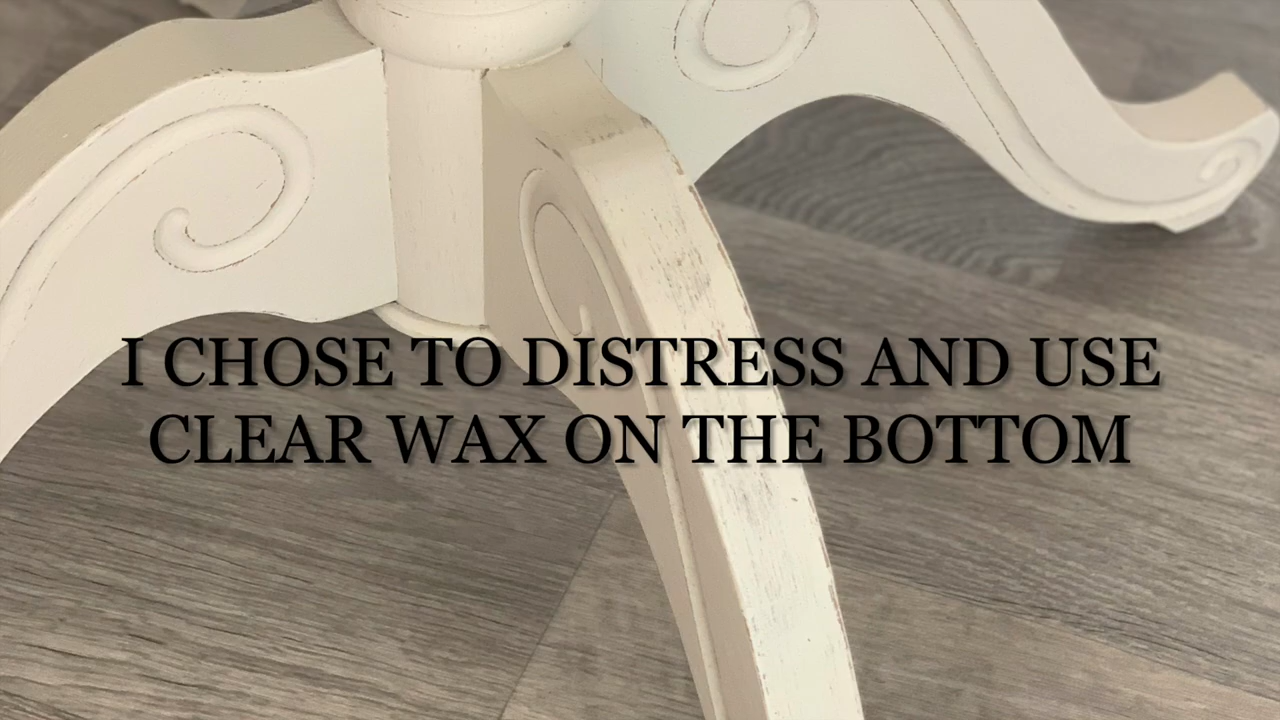 I CHOSE TO DISTRESS AND USE
CLEAR WAX ON THE BOTTOM